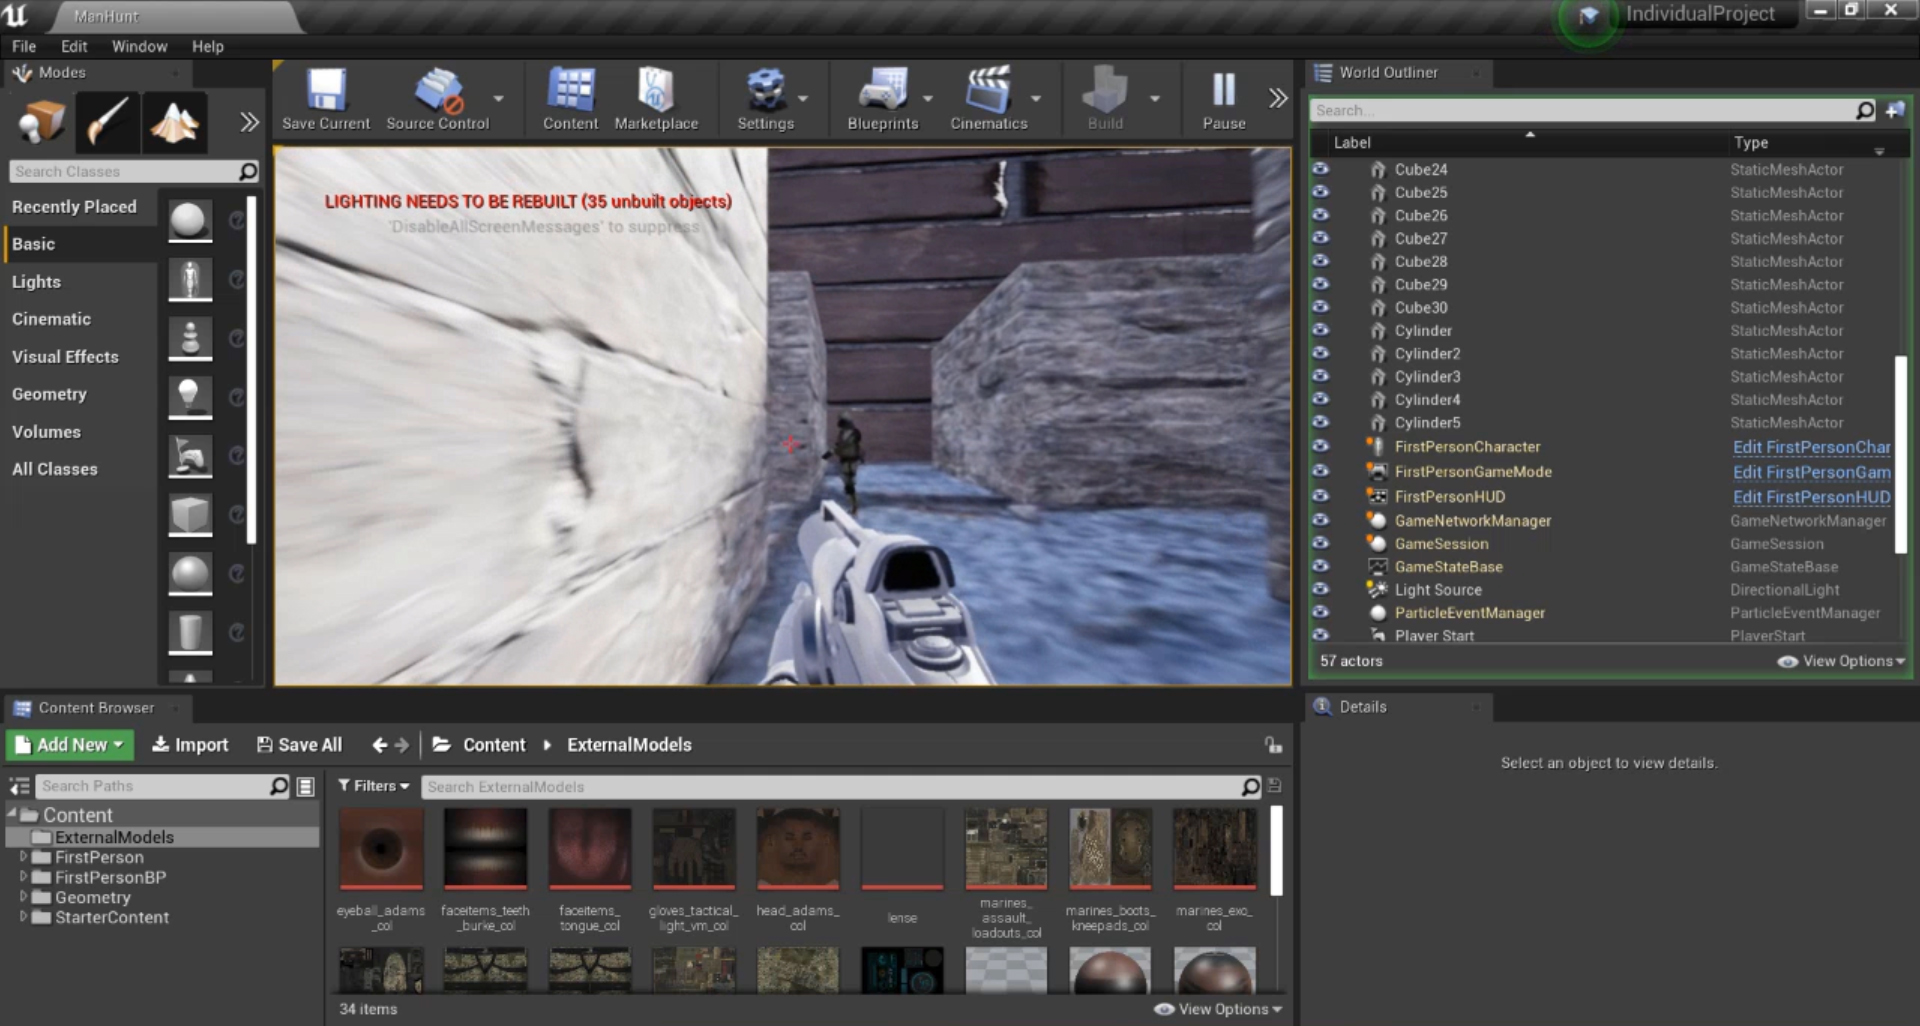 ManHunt
IndividualProject
File Edit Window Help
Modes
Search Classes
Recently Placed
Basic
Lights
Cinematic
Visual Effects
Geometry
Volumes
All Classes
Save Current
Source Control
Content
Marketplace
Settings
Blueprints
Cinematics
Build
Pause
LIGHTING NEEDS TO BE REBUILT (35 unbuilt objects)
'DisableAllScreenMessages' to suppress
World Outliner
Search...
Label Type
Cube24 StaticMeshActor
Cube25 StaticMeshActor
Cube26 StaticMeshActor
Cube27 StaticMeshActor
Cube28 StaticMeshActor
Cube29 StaticMeshActor
Cube30 StaticMeshActor
Cylinder StaticMeshActor
Cylinder2 StaticMeshActor
Cylinder3 StaticMeshActor
Cylinder4 StaticMeshActor
Cylinder5 StaticMeshActor
FirstPersonCharacter Edit FirstPersonChar
FirstPersonGameMode Edit FirstPersonGam
FirstPersonHUD Edit FirstPersonHUD
GameNetworkManager GameNetworkManager
GameSession GameSession
GameStateBase GameStateBase
Light Source DirectionalLight
ParticleEventManager ParticleEventManager
Player Start PlayerStart
57 actors View Options
Content Browser
Add New Import Save All Content ExternalModels
Search Paths
Content
ExternalModels
FirstPerson
FirstPersonBP
Geometry
StarterContent
Filters Search ExternalModels
eyeball_adams
_col
faceitems_teeth
_burke_col
faceitems_
tongue_col
gloves_tactical_
light_vm_col
head_adams_
col
lense
marines_
assault_
loadouts_col
marines_boots_
kneepads_col
marines_exo_
col
34 items View Options
Details
Select an object to view details.